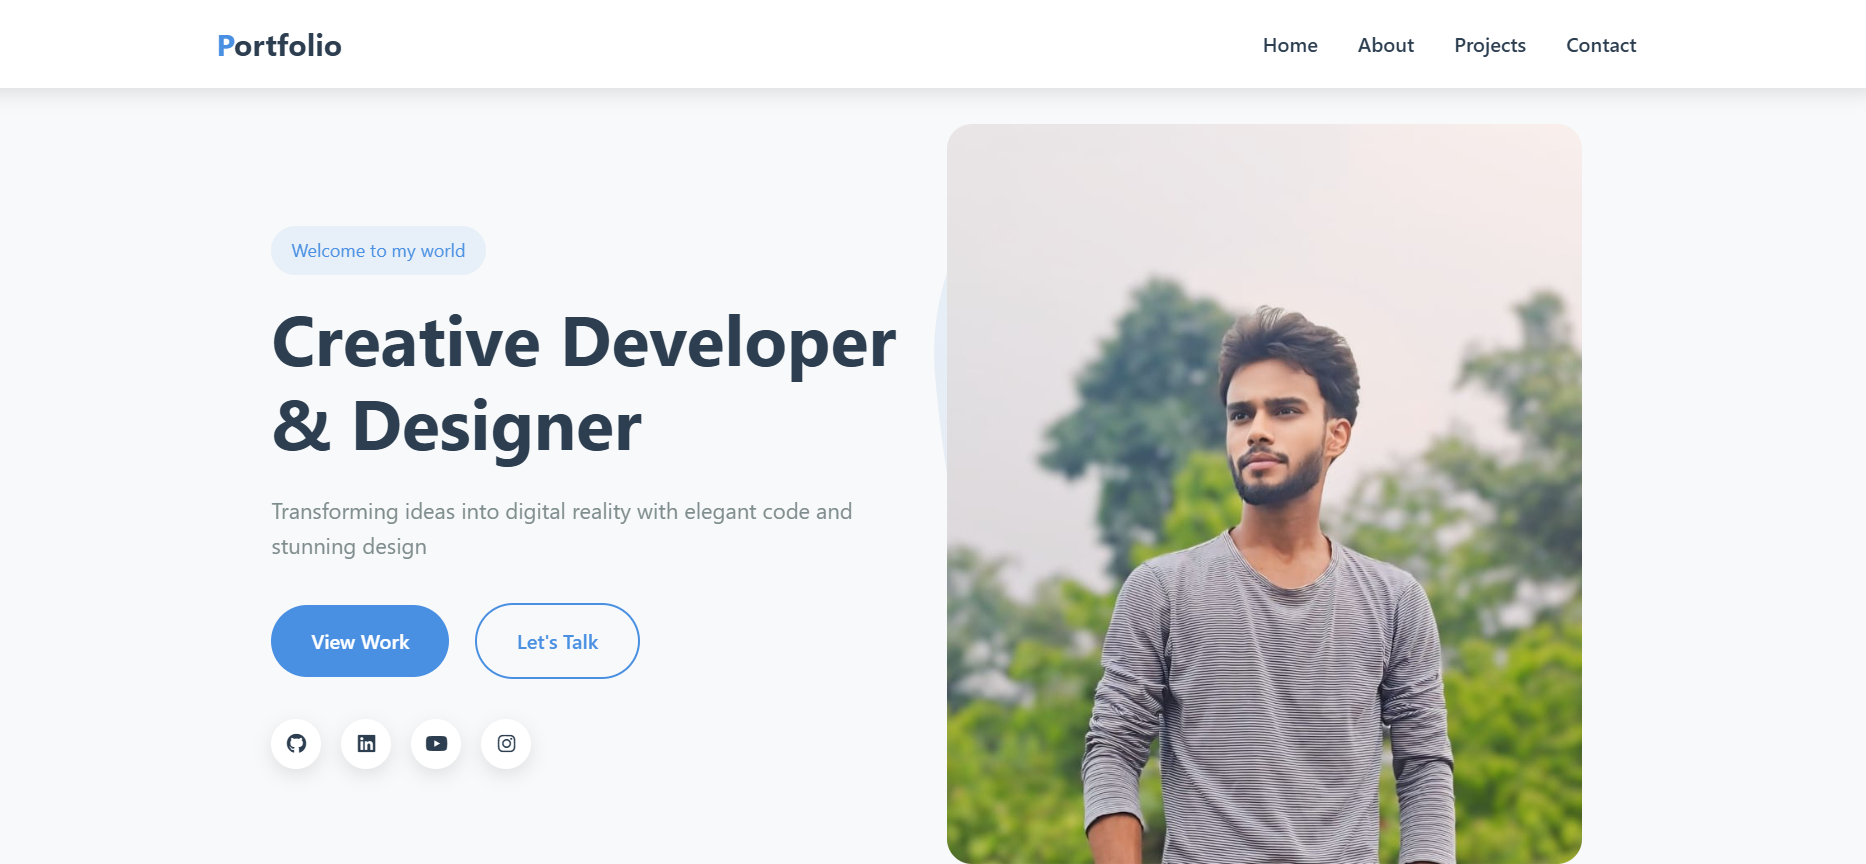 Portfolio
Home About Projects Contact
Welcome to my world
Creative Developer
& Designer
Transforming ideas into digital reality with elegant code and
stunning design
View Work
Let's Talk
in